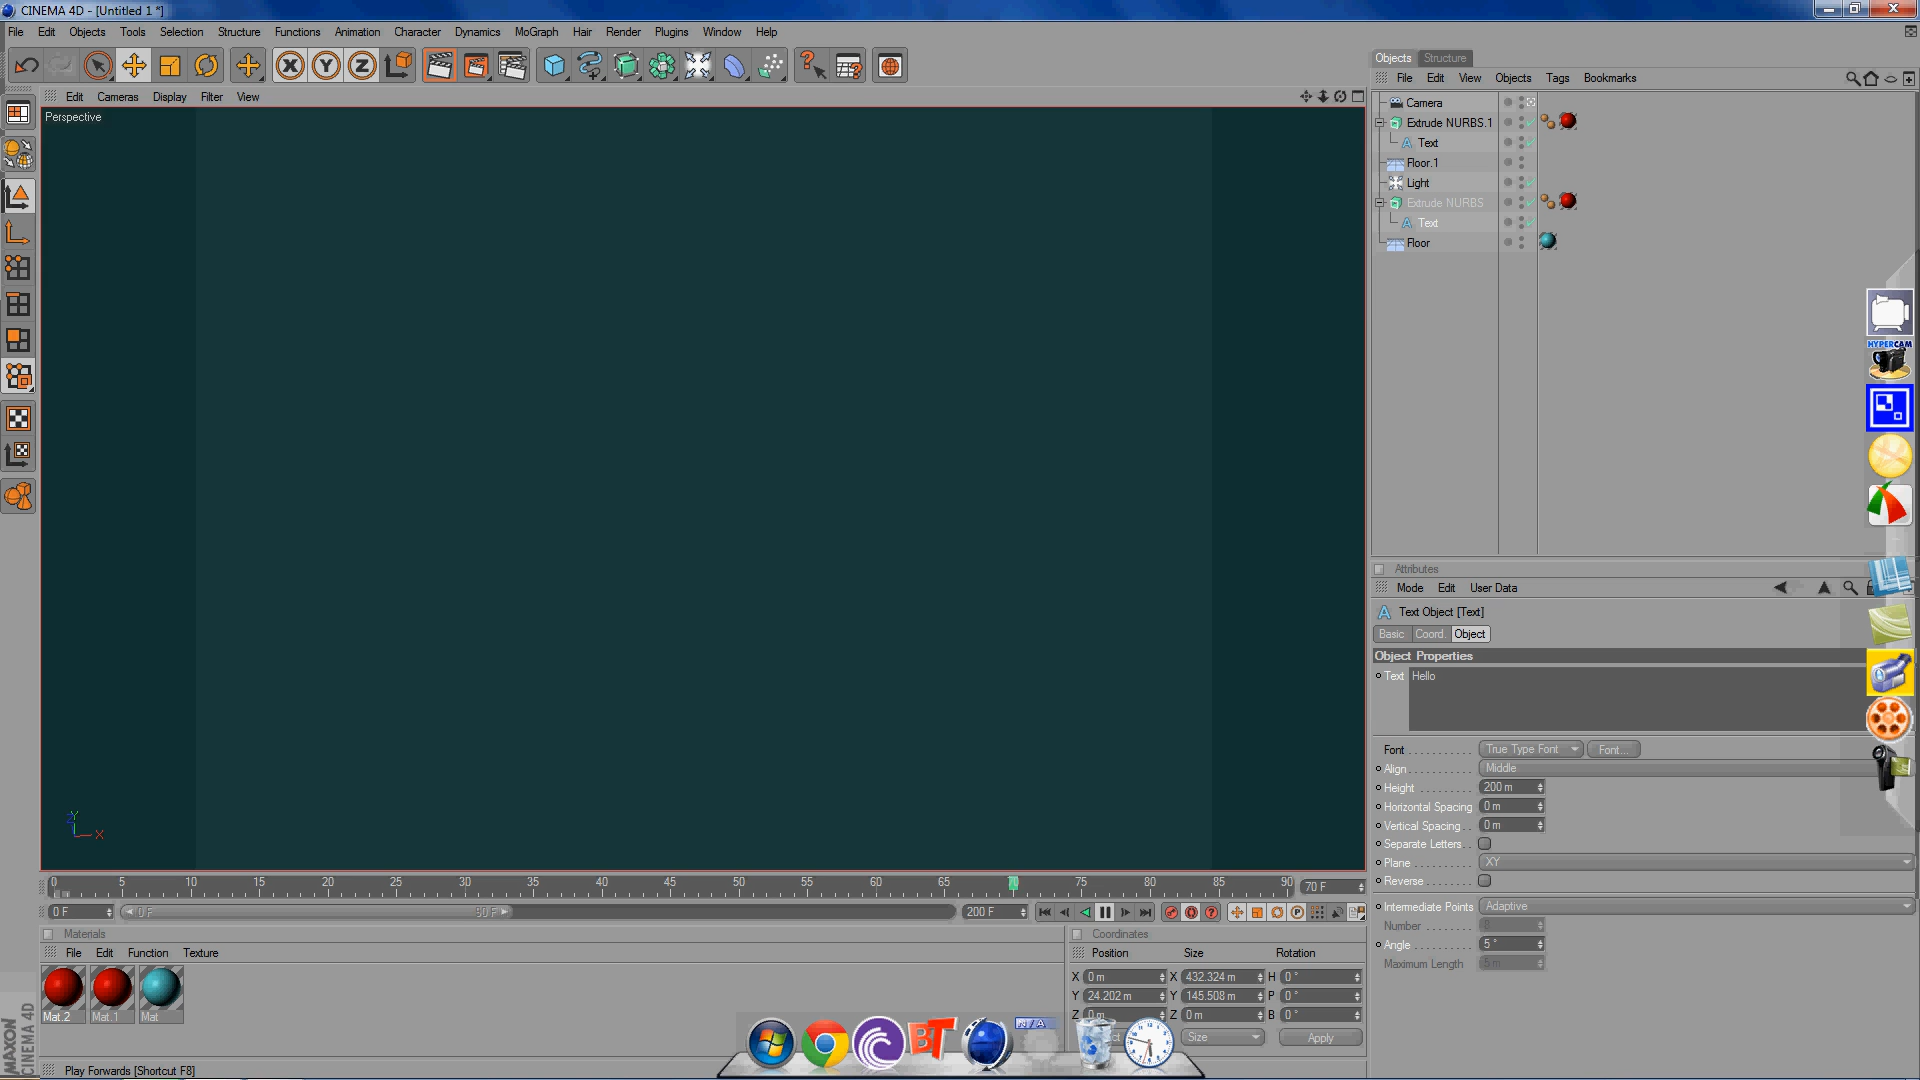 CINEMA 4D - [Untitled 1 *]
File Edit Objects Tools Selection Structure Functions Animation Character Dynamics MoGraph Hair Render Plugins Window Help
Objects Structure
File Edit View Objects Tags Bookmarks
Edit Cameras Display Filter View
Perspective
Camera
Extrude NURBS.1
Text
Floor.1
Light
Extrude NURBS
Text
Floor
HYPERCAM
Attributes
Mode Edit User Data
Text Object [Text]
Basic Coord. Object
Object Properties
Text Hello
Font True Type Font Font...
Align Middle
Height 200 m
Horizontal Spacing 0 m
Vertical Spacing 0 m
Separate Letters
Plane XY
Reverse
Intermediate Points Adaptive
Number 8
Angle 5 °
Maximum Length 5 m
Y
X
0 5 10 15 20 25 30 35 40 45 50 55 60 65 70 75 80 85 90 70 F
0 F 0 F 90 F 200 F
Materials
File Edit Function Texture
Mat.2 Mat.1 Mat
Coordinates
Position Size Rotation
X 0 m X 432.324 m H 0 °
Y 24.202 m Y 145.508 m P 0 °
Z 0 m Z 0 m B 0 °
Size Apply
N/A
BT
MAXON
CINEMA 4D
Play Forwards [Shortcut F8]